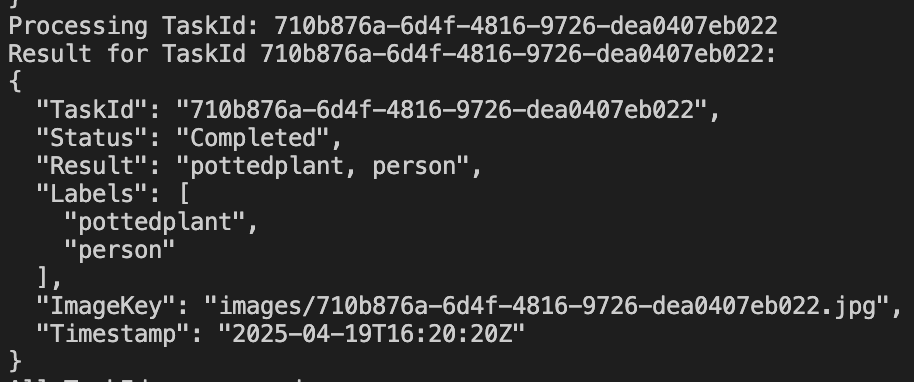 }
Processing TaskId: 710b876a-6d4f-4816-9726-dea0407eb022
Result for TaskId 710b876a-6d4f-4816-9726-dea0407eb022:
{
  "TaskId": "710b876a-6d4f-4816-9726-dea0407eb022",
  "Status": "Completed",
  "Result": "pottedplant, person",
  "Labels": [
    "pottedplant",
    "person"
  ],
  "ImageKey": "images/710b876a-6d4f-4816-9726-dea0407eb022.jpg",
  "Timestamp": "2025-04-19T16:20:20Z"
}